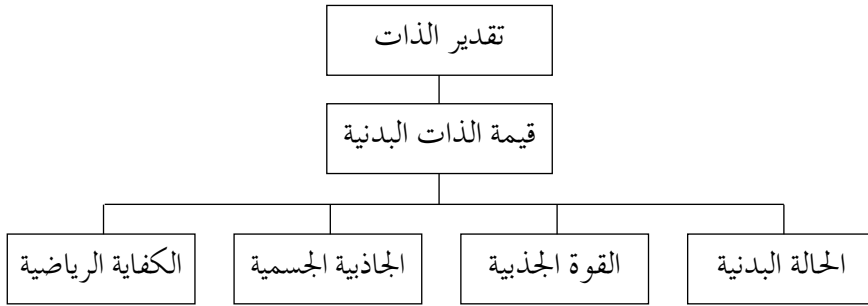 تقدير الذات
قيمة الذات البدنية
الحالة البدنية
القوة الجذبية
الجاذبية الجسمية
الكفاية الرياضية